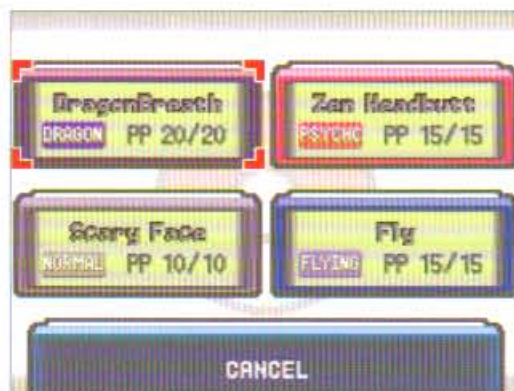 DragonBreath
DRAGON PP 20/20
Zen Headbutt
PSYCHC PP 15/15
Scary Face
NORMAL PP 10/10
Fly
FLYING PP 15/15
CANCEL